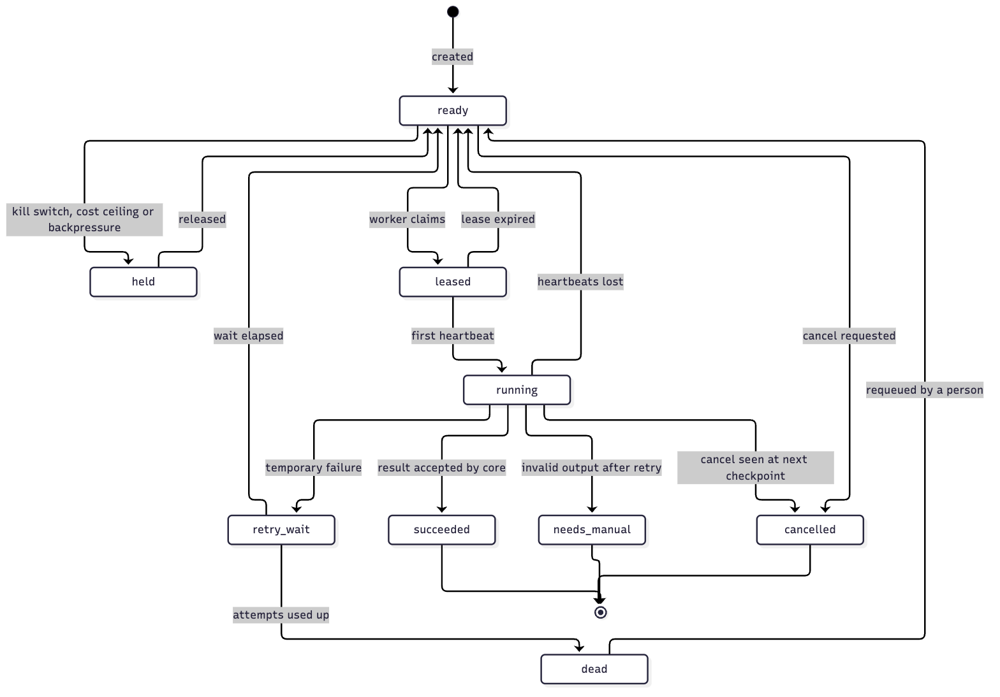 created
ready
kill switch, cost ceiling or
backpressure
released
worker claims
lease expired
held
leased
heartbeats lost
wait elapsed
first heartbeat
cancel requested
running
requeued by a person
temporary failure
result accepted by core
invalid output after retry
cancel seen at next
checkpoint
retry_wait
succeeded
needs_manual
cancelled
attempts used up
dead